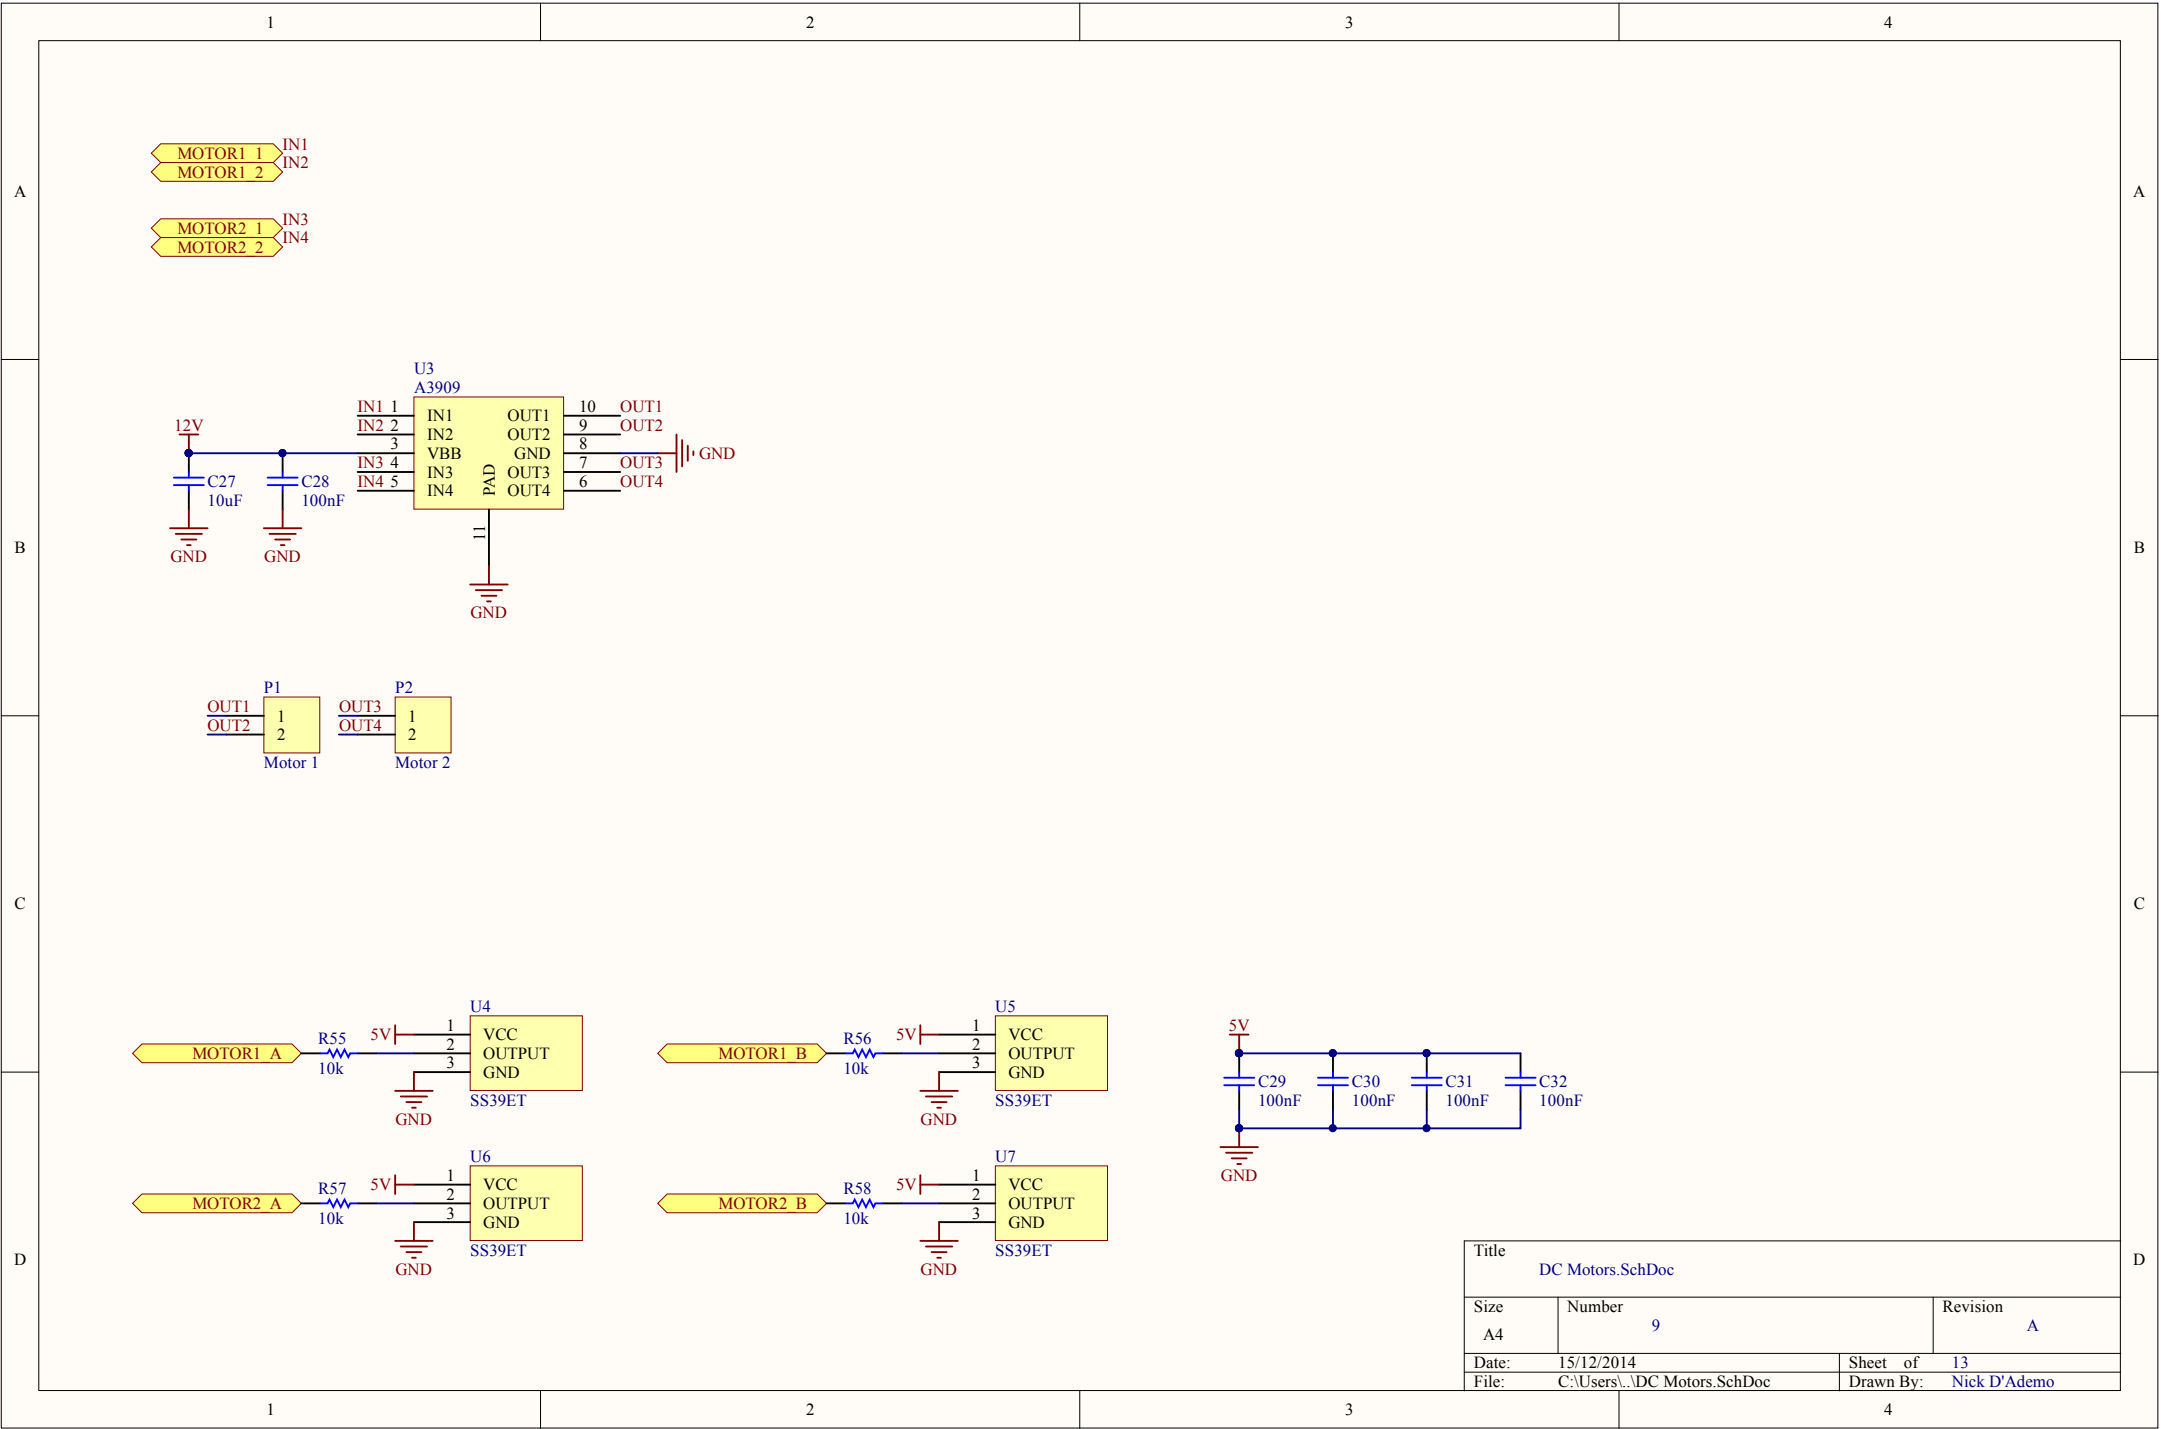 1 2 3 4
A A
IN1
MOTOR1_1
IN2
MOTOR1_2
IN3
MOTOR2_1
IN4
MOTOR2_2
B B
U3
A3909
IN1 1 IN1 OUT1 10 OUT1
IN2 2 IN2 OUT2 9 OUT2
12V 3 VBB GND 8 GND
IN3 4 IN3 OUT3 7 OUT3
IN4 5 IN4 OUT4 6 OUT4
PAD
11
C27
10uF
C28
100nF
GND GND
GND
P1 P2
OUT1 1 OUT3 1
OUT2 2 OUT4 2
Motor 1 Motor 2
C C
U4
5V 1 VCC
MOTOR1_A R55 2 OUTPUT
10k 3 GND
GND SS39ET
U5
5V 1 VCC
MOTOR1_B R56 2 OUTPUT
10k 3 GND
GND SS39ET
5V
C29 C30 C31 C32
100nF 100nF 100nF 100nF
GND
U6
5V 1 VCC
MOTOR2_A R57 2 OUTPUT
10k 3 GND
GND SS39ET
U7
5V 1 VCC
MOTOR2_B R58 2 OUTPUT
10k 3 GND
GND SS39ET
D D
Title
DC Motors.SchDoc
Size Number Revision
A4 9 A
Date: 15/12/2014 Sheet of 13
File: C:\Users\..\DC Motors.SchDoc Drawn By: Nick D'Ademo
1 2 3 4